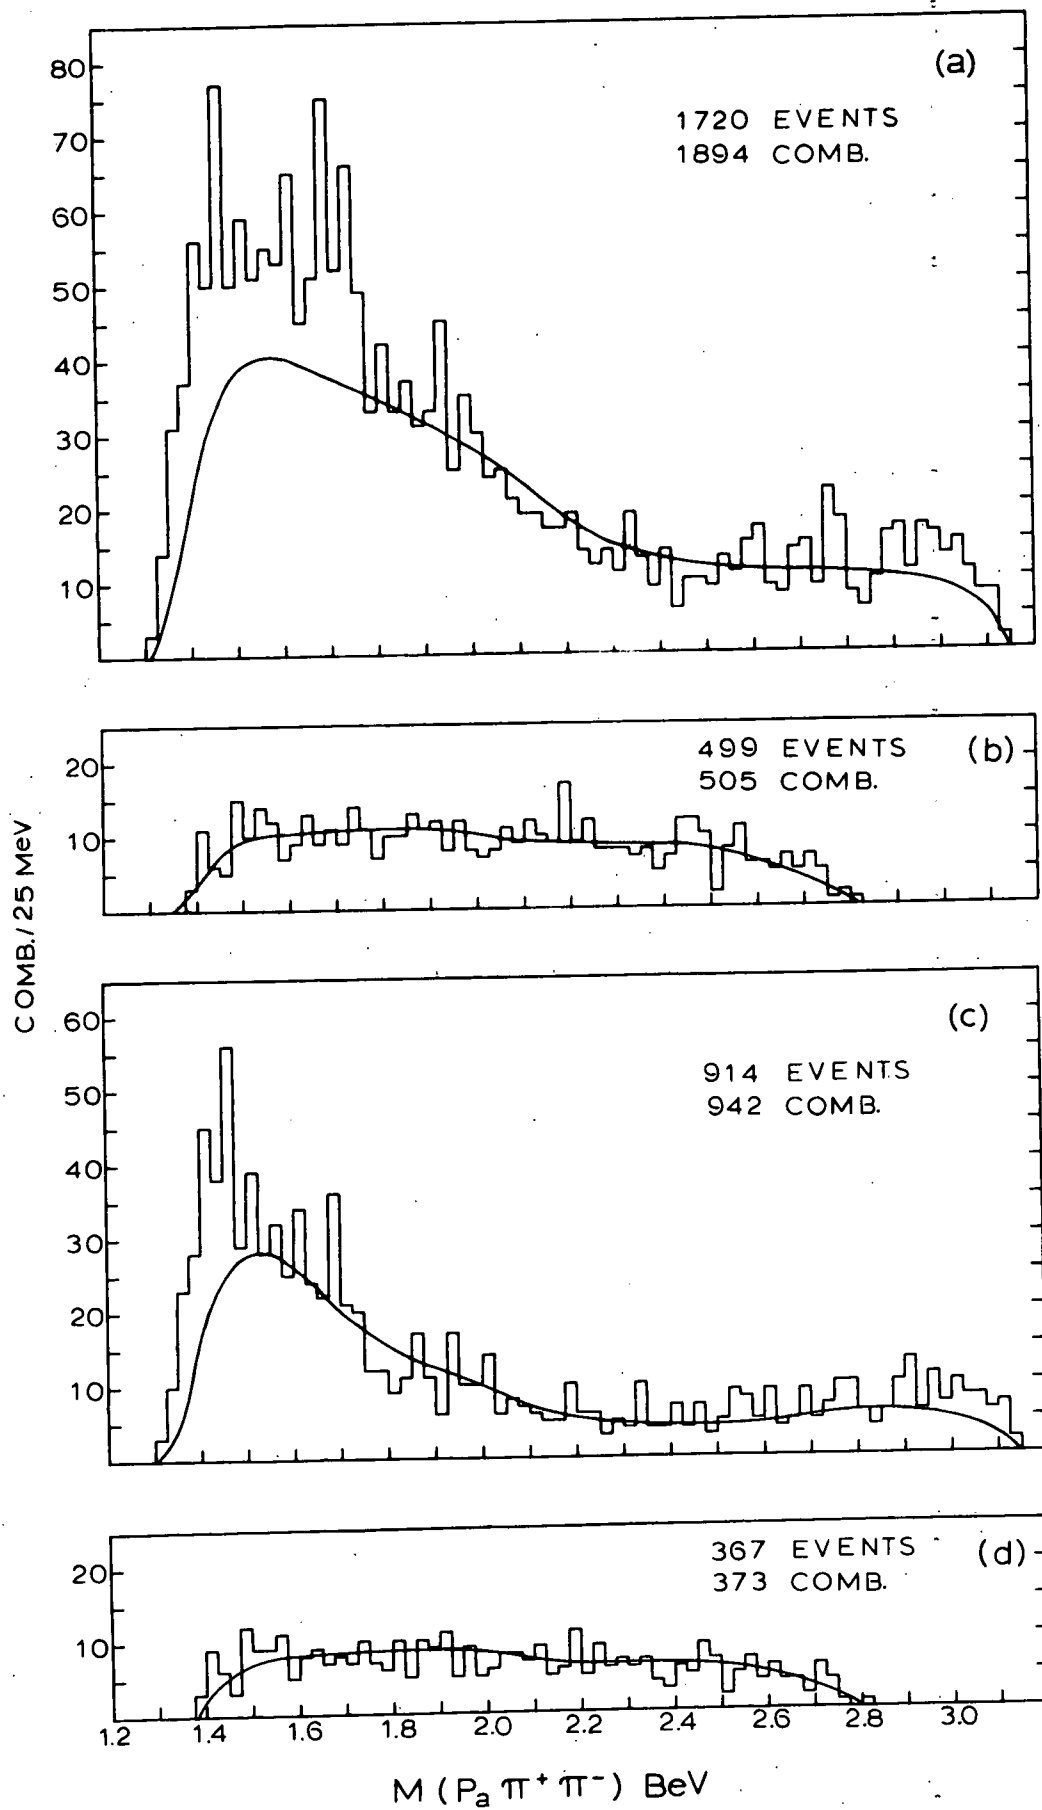 (a)
1720 EVENTS
1894 COMB.
80
70
60
50
40
30
20
10
499 EVENTS (b)
505 COMB.
20
10
COMB./25 MeV
(c)
914 EVENTS
942 COMB.
60
50
40
30
20
10
367 EVENTS (d)
373 COMB.
20
10
1.2 1.4 1.6 1.8 2.0 2.2 2.4 2.6 2.8 3.0
M (Pₐ π⁺ π⁻) BeV